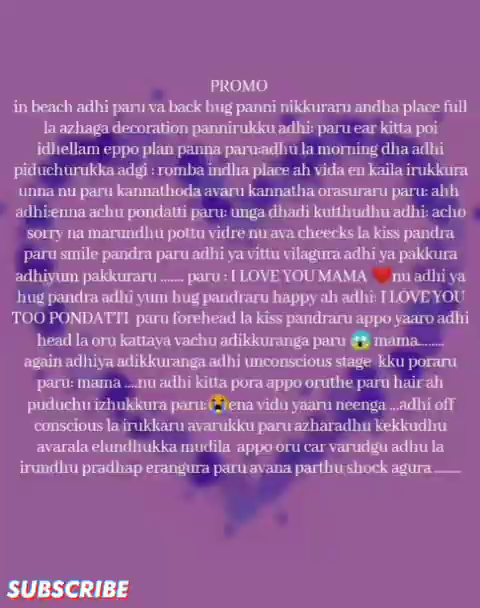 PROMO
in beach adhi paru va back hug panni nikkuraru andha place full
la azhaga decoration pannirukku adhi: paru ear kitta poi
idhellam eppo plan panna paru:adhu la morning dha adhi
piduchurukka adgi : romba indha place ah vida en kaila irukkura
unna nu paru kannathoda avaru kannatha orasuraru paru: ahh
adhi:enna achu pondatti paru: unga dhadi kutthudhu adhi: acho
sorry na marundhu pottu vidre nu ava cheecks la kiss pandra
paru smile pandra paru adhi ya vittu vilagura adhi ya pakkura
adhiyum pakkuraru ....... paru : I LOVE YOU MAMA ❤️nu adhi ya
hug pandra adhi yum hug pandraru happy ah adhi: I LOVE YOU
TOO PONDATTI paru forehead la kiss pandraru appo yaaro adhi
head la oru kattaya vachu adikkuranga paru 😱 mama.........
again adhiya adikkuranga adhi unconscious stage kku poraru
paru: mama ....nu adhi kitta pora appo oruthe paru hair ah
puduchu izhukkura paru:😭ena vidu yaaru neenga ...adhi off
conscious la irukkaru avarukku paru azharadhu kekkudhu
avarala elundhukka mudila appo oru car varudgu adhu la
irundhu pradhap erangura paru avana parthu shock agura .........
SUBSCRIBE